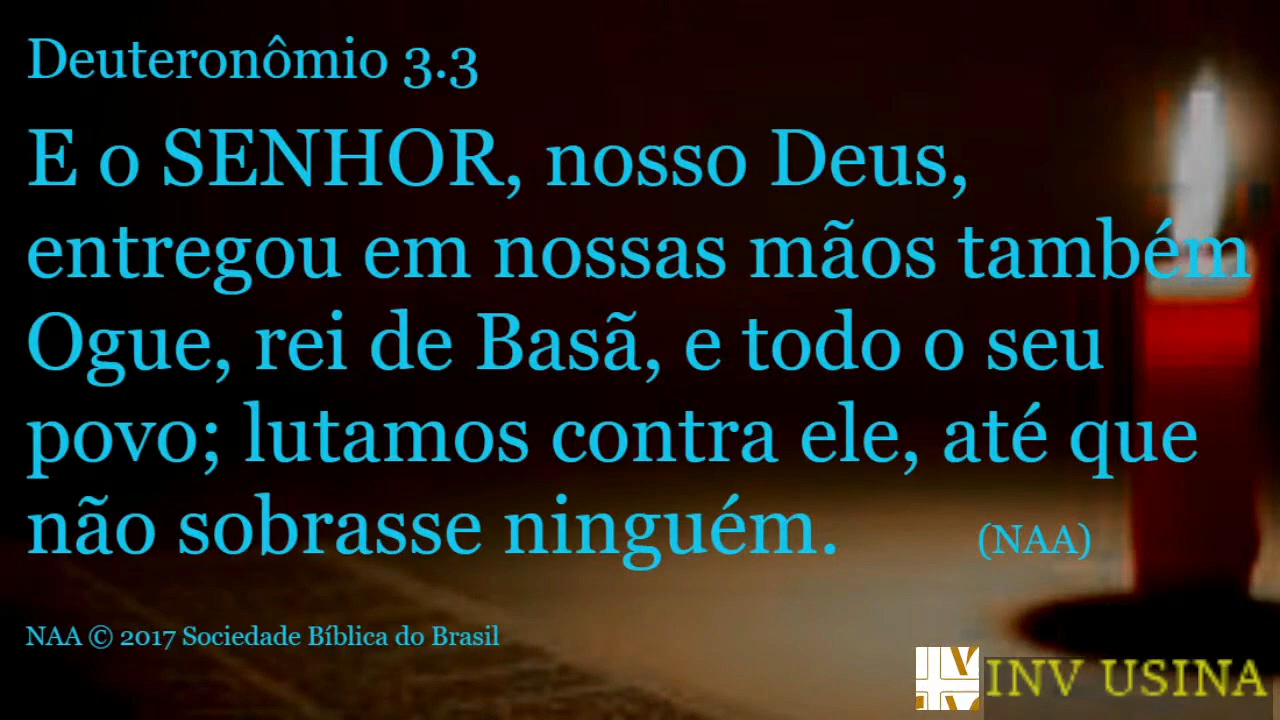 Deuteronômio 3.3
E o SENHOR, nosso Deus,
entregou em nossas mãos também
Ogue, rei de Basã, e todo o seu
povo; lutamos contra ele, até que
não sobrasse ninguém. (NAA)
NAA © 2017 Sociedade Bíblica do Brasil
INV USINA